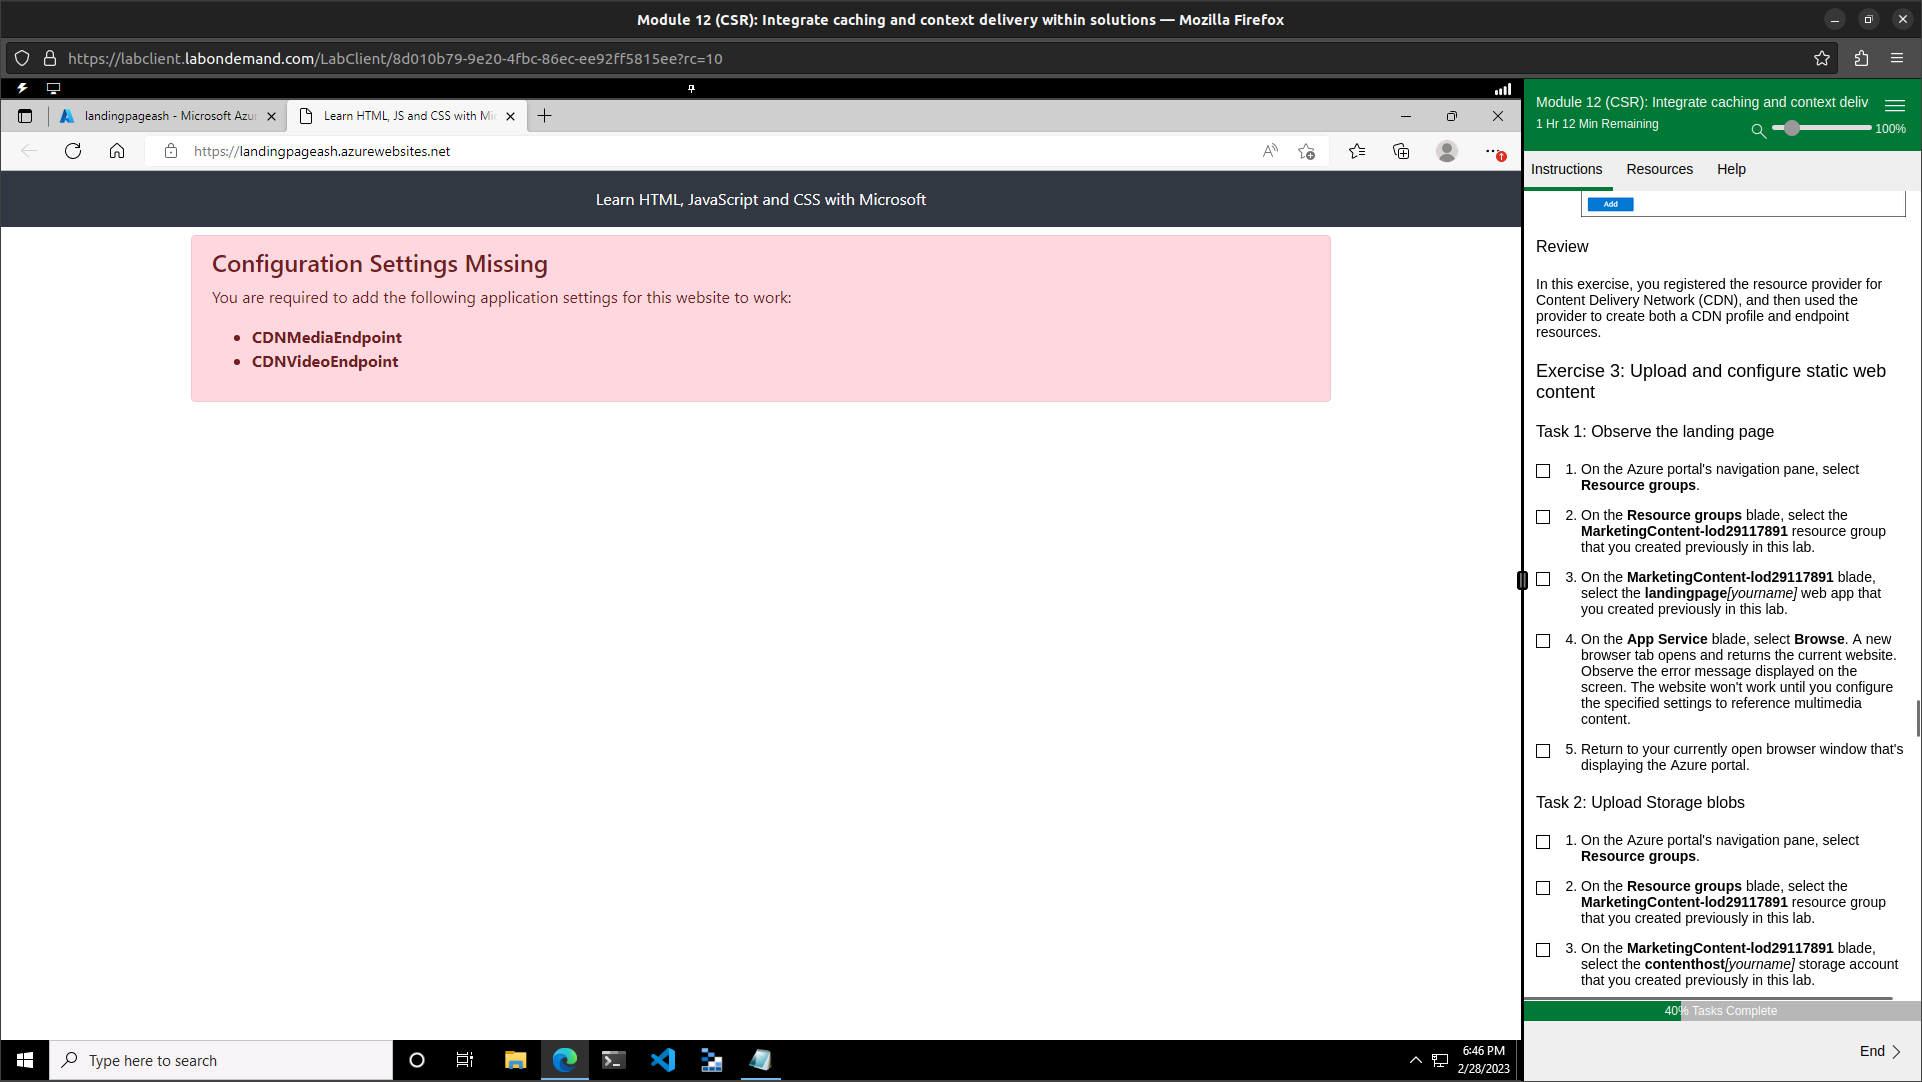 Module 12 (CSR): Integrate caching and context delivery within solutions — Mozilla Firefox
https://labclient.labondemand.com/LabClient/8d010b79-9e20-4fbc-86ec-ee92ff5815ee?rc=10
landingpageash - Microsoft Azur
Learn HTML, JS and CSS with Mic
https://landingpageash.azurewebsites.net
Learn HTML, JavaScript and CSS with Microsoft
Configuration Settings Missing
You are required to add the following application settings for this website to work:
• CDNMediaEndpoint
• CDNVideoEndpoint
Type here to search
6:46 PM
2/28/2023
Module 12 (CSR): Integrate caching and context deliv
1 Hr 12 Min Remaining
100%
Instructions
Resources
Help
Add
Review
In this exercise, you registered the resource provider for
Content Delivery Network (CDN), and then used the
provider to create both a CDN profile and endpoint
resources.
Exercise 3: Upload and configure static web
content
Task 1: Observe the landing page
1. On the Azure portal's navigation pane, select
Resource groups.
2. On the Resource groups blade, select the
MarketingContent-lod29117891 resource group
that you created previously in this lab.
3. On the MarketingContent-lod29117891 blade,
select the landingpage[yourname] web app that
you created previously in this lab.
4. On the App Service blade, select Browse. A new
browser tab opens and returns the current website.
Observe the error message displayed on the
screen. The website won't work until you configure
the specified settings to reference multimedia
content.
5. Return to your currently open browser window that's
displaying the Azure portal.
Task 2: Upload Storage blobs
1. On the Azure portal's navigation pane, select
Resource groups.
2. On the Resource groups blade, select the
MarketingContent-lod29117891 resource group
that you created previously in this lab.
3. On the MarketingContent-lod29117891 blade,
select the contenthost[yourname] storage account
that you created previously in this lab.
40% Tasks Complete
End